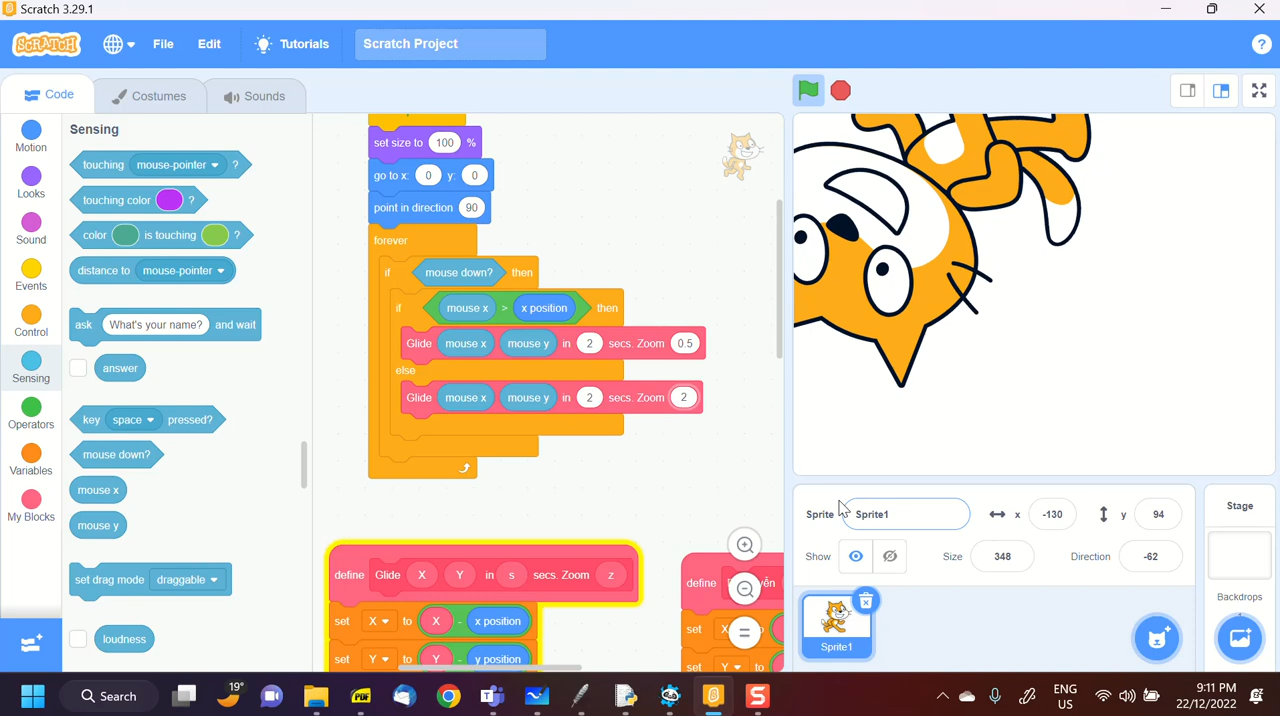 Scratch 3.29.1
SCRATCH
File
Edit
Tutorials
Scratch Project
?
Code
Costumes
Sounds
Motion
Looks
Sound
Events
Control
Sensing
Operators
Variables
My Blocks
Sensing
touching mouse-pointer ?
touching color ?
color is touching ?
distance to mouse-pointer
ask What's your name? and wait
answer
key space pressed?
mouse down?
mouse x
mouse y
set drag mode draggable
loudness
set size to 100 %
go to x: 0 y: 0
point in direction 90
forever
if mouse down? then
if mouse x > x position then
Glide mouse x mouse y in 2 secs. Zoom 0.5
else
Glide mouse x mouse y in 2 secs. Zoom 2
define Glide X Y in s secs. Zoom z
set X to X - x position
set Y to Y - y position
define
set
set Y to
Sprite Sprite1 x -130 y 94
Show Size 348 Direction -62
Sprite1
Stage
Backdrops
Search
19°
PDF
ENG
US
9:11 PM
22/12/2022